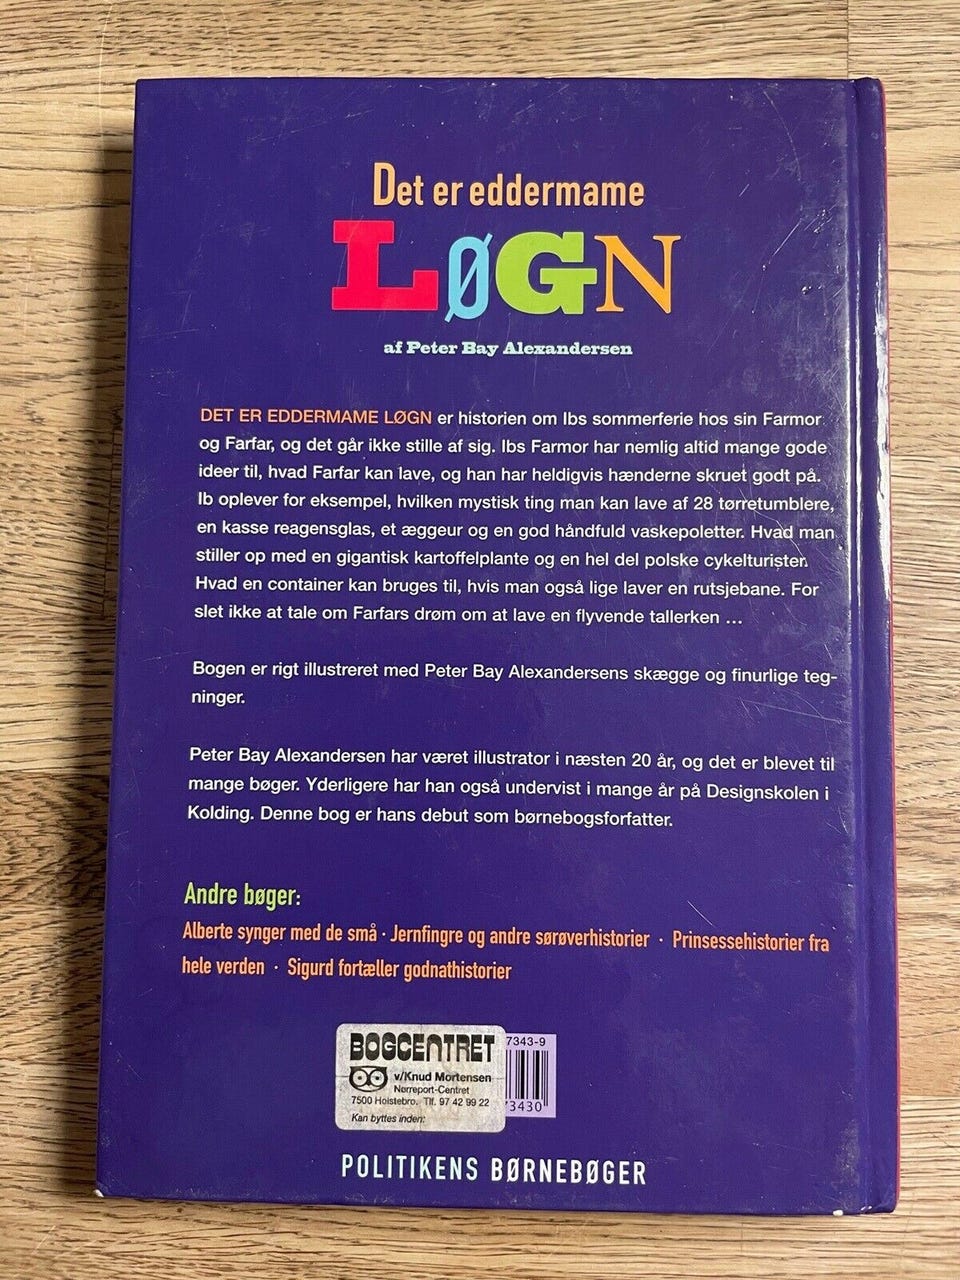 Det er eddermame
LØGN
af Peter Bay Alexandersen
DET ER EDDERMAME LØGN er historien om Ibs sommerferie hos sin Farmor
og Farfar, og det går ikke stille af sig. Ibs Farmor har nemlig altid mange gode
ideer til, hvad Farfar kan lave, og han har heldigvis hænderne skruet godt på.
Ib oplever for eksempel, hvilken mystisk ting man kan lave af 28 tørretumblere,
en kasse reagensglas, et æggeur og en god håndfuld vaskepoletter. Hvad man
stiller op med en gigantisk kartoffelplante og en hel del polske cykelturister.
Hvad en container kan bruges til, hvis man også lige laver en rutsjebane. For
slet ikke at tale om Farfars drøm om at lave en flyvende tallerken ...
Bogen er rigt illustreret med Peter Bay Alexandersens skægge og finurlige teg-
ninger.
Peter Bay Alexandersen har været illustrator i næsten 20 år, og det er blevet til
mange bøger. Yderligere har han også undervist i mange år på Designskolen i
Kolding. Denne bog er hans debut som børnebogsforfatter.
Andre bøger:
Alberte synger med de små · Jernfingre og andre sørøverhistorier · Prinsessehistorier fra
hele verden · Sigurd fortæller godnathistorier
BOGCENTRET
v/Knud Mortensen
Nørreport-Centret
7500 Holstebro. Tlf. 97 42 99 22
Kan byttes inden:
7343-9
73430
POLITIKENS BØRNEBØGER